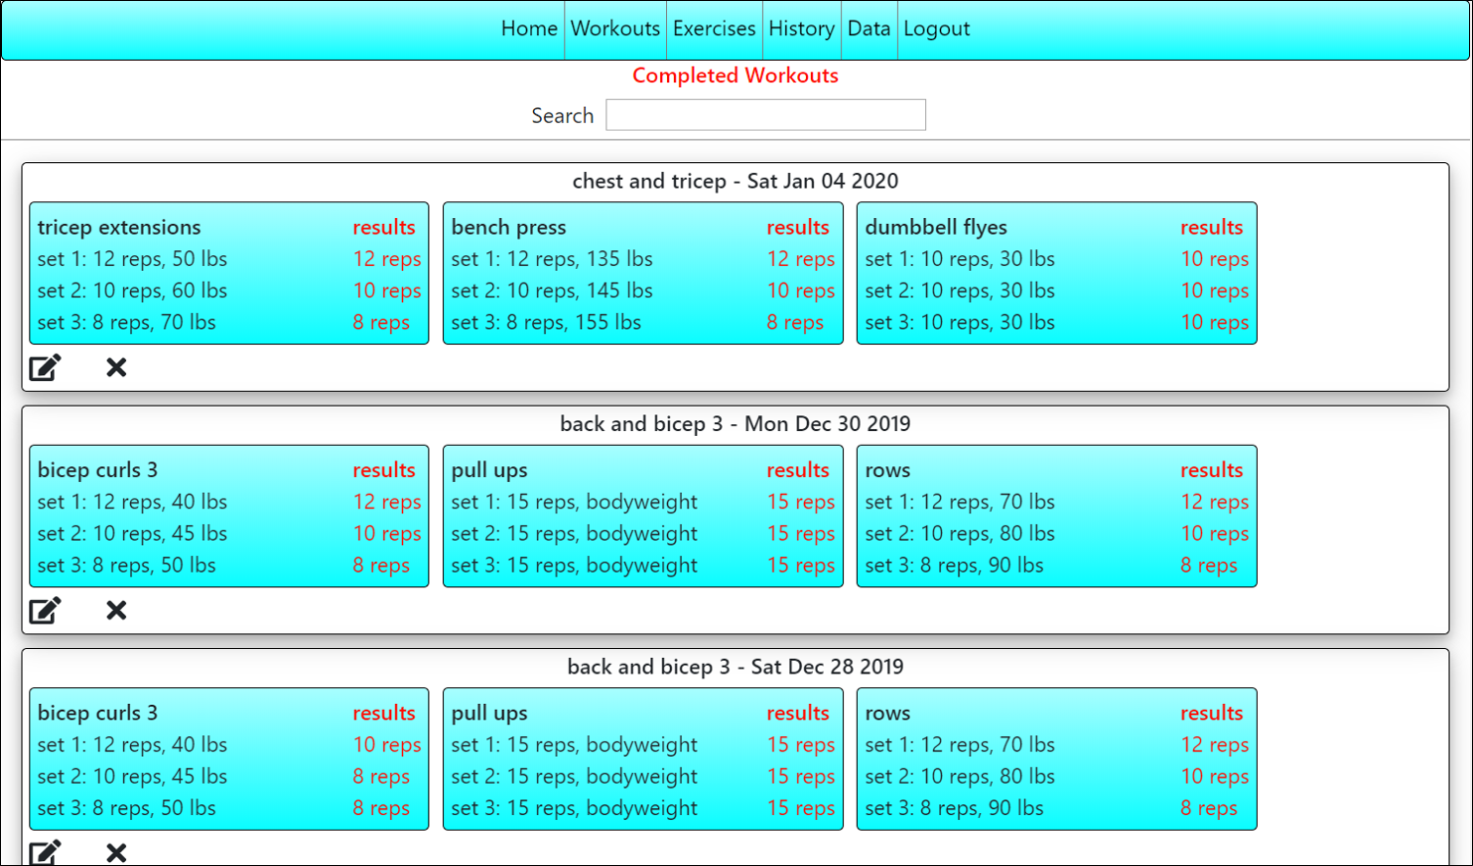 Home Workouts Exercises History Data Logout
Completed Workouts
Search
chest and tricep - Sat Jan 04 2020
tricep extensions results
set 1: 12 reps, 50 lbs 12 reps
set 2: 10 reps, 60 lbs 10 reps
set 3: 8 reps, 70 lbs 8 reps
bench press results
set 1: 12 reps, 135 lbs 12 reps
set 2: 10 reps, 145 lbs 10 reps
set 3: 8 reps, 155 lbs 8 reps
dumbbell flyes results
set 1: 10 reps, 30 lbs 10 reps
set 2: 10 reps, 30 lbs 10 reps
set 3: 10 reps, 30 lbs 10 reps
back and bicep 3 - Mon Dec 30 2019
bicep curls 3 results
set 1: 12 reps, 40 lbs 12 reps
set 2: 10 reps, 45 lbs 10 reps
set 3: 8 reps, 50 lbs 8 reps
pull ups results
set 1: 15 reps, bodyweight 15 reps
set 2: 15 reps, bodyweight 15 reps
set 3: 15 reps, bodyweight 15 reps
rows results
set 1: 12 reps, 70 lbs 12 reps
set 2: 10 reps, 80 lbs 10 reps
set 3: 8 reps, 90 lbs 8 reps
back and bicep 3 - Sat Dec 28 2019
bicep curls 3 results
set 1: 12 reps, 40 lbs 10 reps
set 2: 10 reps, 45 lbs 8 reps
set 3: 8 reps, 50 lbs 8 reps
pull ups results
set 1: 15 reps, bodyweight 15 reps
set 2: 15 reps, bodyweight 15 reps
set 3: 15 reps, bodyweight 15 reps
rows results
set 1: 12 reps, 70 lbs 12 reps
set 2: 10 reps, 80 lbs 10 reps
set 3: 8 reps, 90 lbs 8 reps